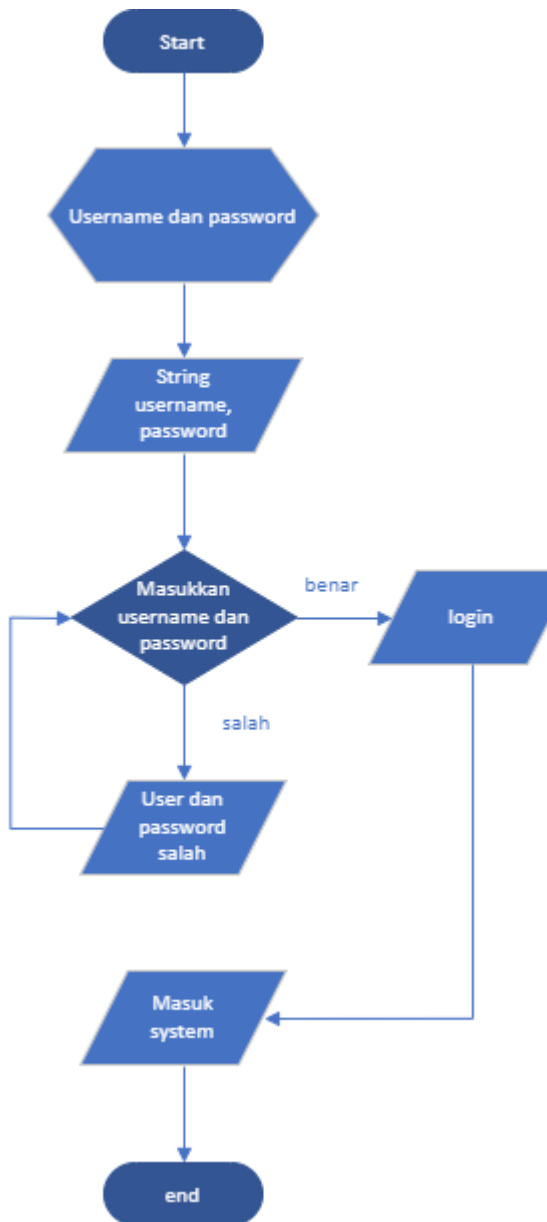 Start
Username dan password
String
username,
password
Masukkan
username dan
password
benar
login
salah
User dan
password
salah
Masuk
system
end